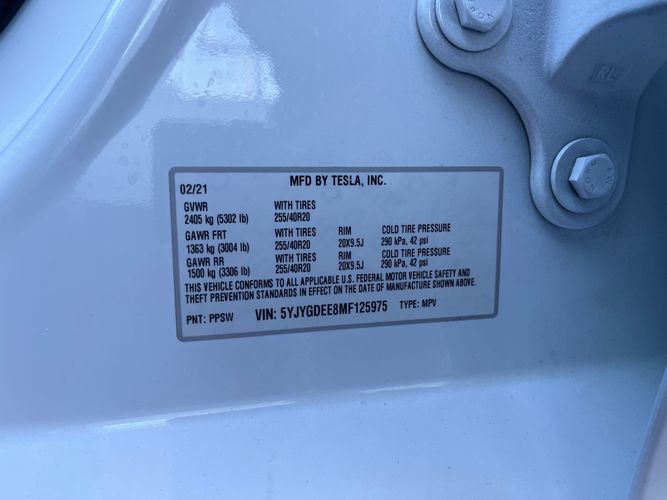 02/21 MFD BY TESLA, INC.
GVWR WITH TIRES
2405 kg (5302 lb) 255/40R20
GAWR FRT WITH TIRES RIM COLD TIRE PRESSURE
1363 kg (3004 lb) 255/40R20 20X9.5J 290 kPa, 42 psi
GAWR RR WITH TIRES RIM COLD TIRE PRESSURE
1500 kg (3306 lb) 255/40R20 20X9.5J 290 kPa, 42 psi
THIS VEHICLE CONFORMS TO ALL APPLICABLE U.S. FEDERAL MOTOR VEHICLE SAFETY AND
THEFT PREVENTION STANDARDS IN EFFECT ON THE DATE OF MANUFACTURE SHOWN ABOVE.
PNT: PPSW VIN: 5YJYGDEE8MF125975 TYPE: MPV